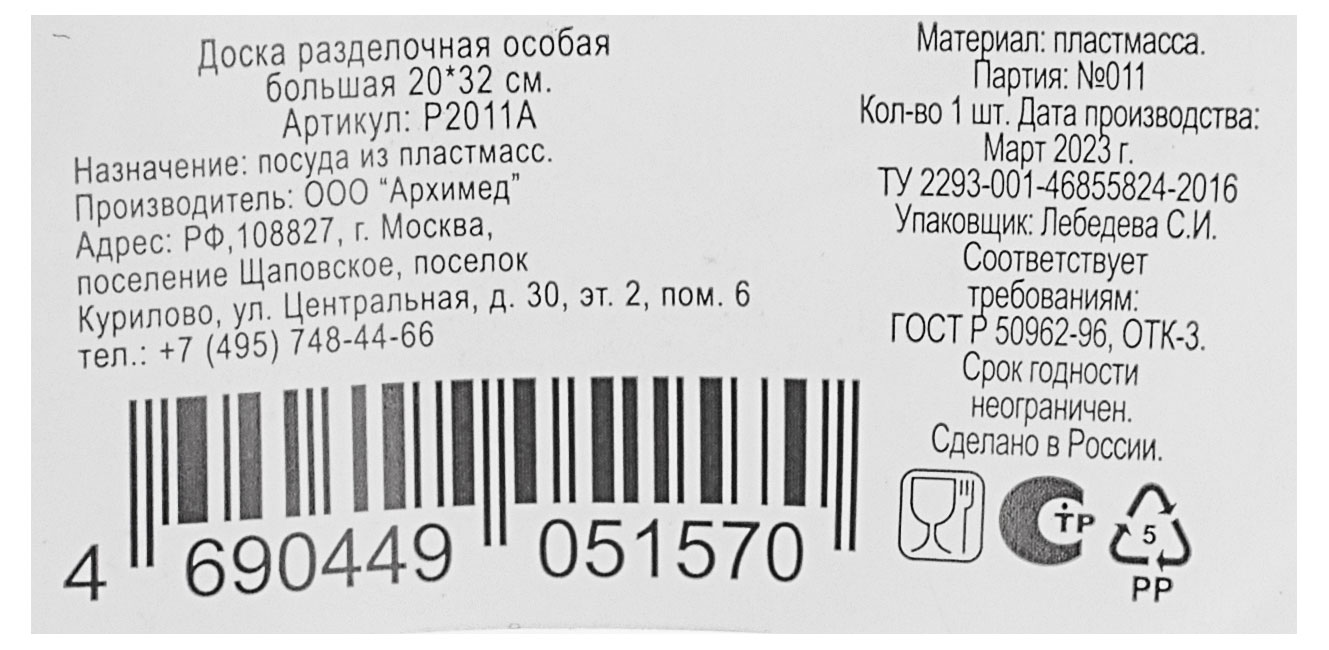 Доска разделочная особая
большая 20*32 см.
Артикул: Р2011А
Назначение: посуда из пластмасс.
Производитель: ООО “Архимед”
Адрес: РФ,108827, г. Москва,
поселение Щаповское, поселок
Курилово, ул. Центральная, д. 30, эт. 2, пом. 6
тел.: +7 (495) 748-44-66
4 690449 051570
Материал: пластмасса.
Партия: №011
Кол-во 1 шт. Дата производства:
Март 2023 г.
ТУ 2293-001-46855824-2016
Упаковщик: Лебедева С.И.
Соответствует
требованиям:
ГОСТ Р 50962-96, ОТК-3.
Срок годности
неограничен.
Сделано в России.
СТР
5
PP